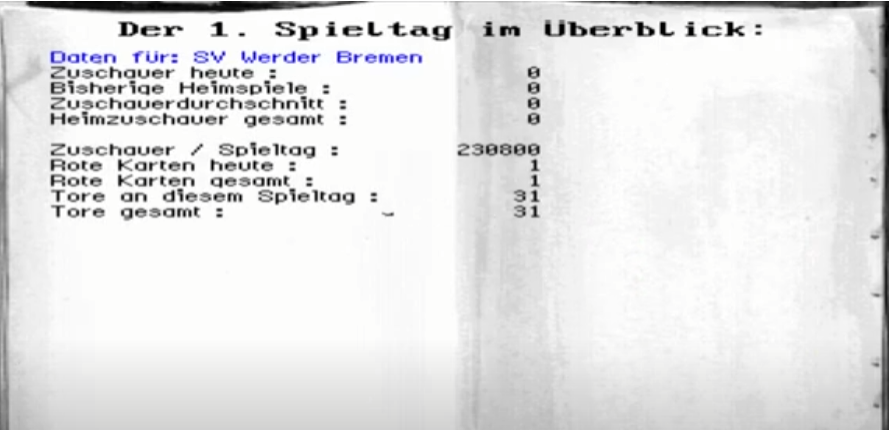 Der 1. Spieltag im Überblick:
Daten für: SV Werder Bremen
Zuschauer heute : 0
Bisherige Heimspiele : 0
Zuschauerdurchschnitt : 0
Heimzuschauer gesamt : 0
Zuschauer / Spieltag : 230800
Rote Karten heute : 1
Rote Karten gesamt : 1
Tore an diesem Spieltag : 31
Tore gesamt : 31